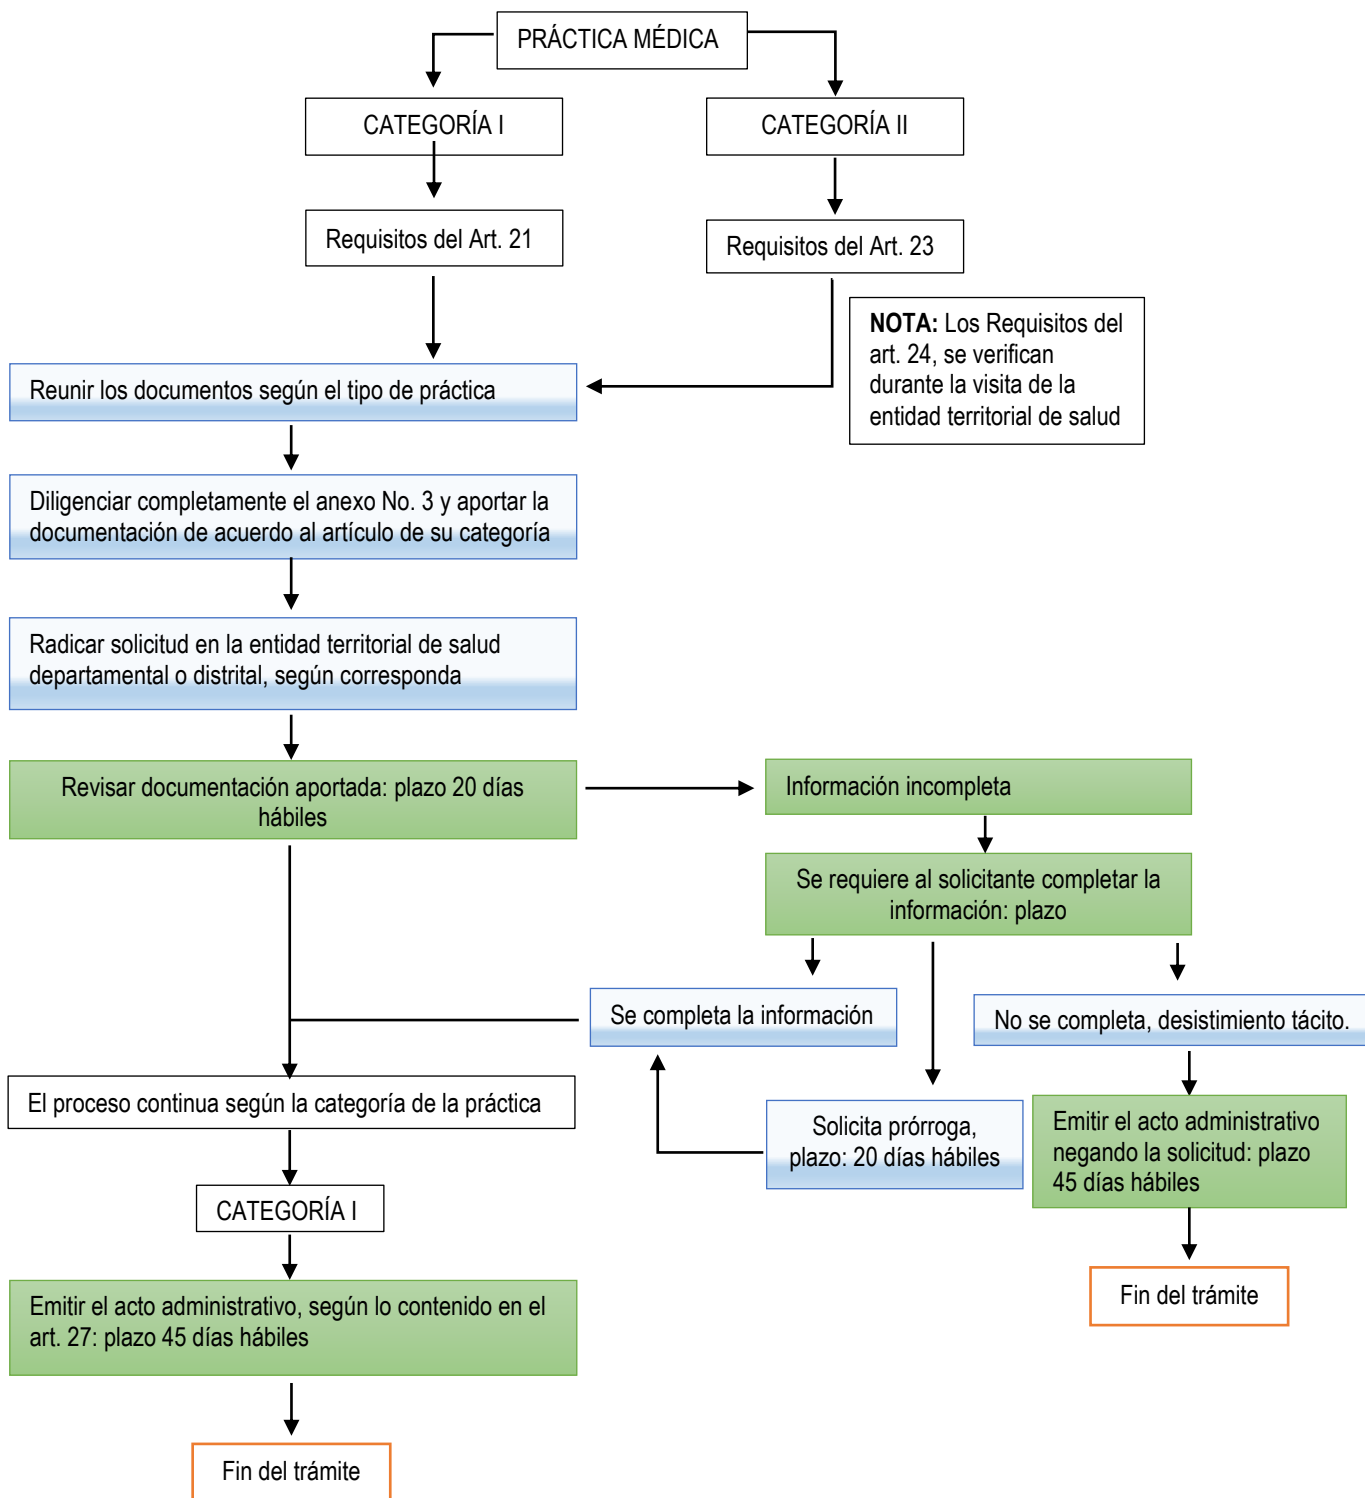 PRÁCTICA MÉDICA
CATEGORÍA I
CATEGORÍA II
Requisitos del Art. 21
Requisitos del Art. 23
NOTA: Los Requisitos del
art. 24, se verifican
durante la visita de la
entidad territorial de salud
Reunir los documentos según el tipo de práctica
Diligenciar completamente el anexo No. 3 y aportar la
documentación de acuerdo al artículo de su categoría
Radicar solicitud en la entidad territorial de salud
departamental o distrital, según corresponda
Revisar documentación aportada: plazo 20 días
hábiles
Información incompleta
Se requiere al solicitante completar la
información: plazo
Se completa la información
No se completa, desistimiento tácito.
El proceso continua según la categoría de la práctica
Solicita prórroga,
plazo: 20 días hábiles
Emitir el acto administrativo
negando la solicitud: plazo
45 días hábiles
CATEGORÍA I
Emitir el acto administrativo, según lo contenido en el
art. 27: plazo 45 días hábiles
Fin del trámite
Fin del trámite